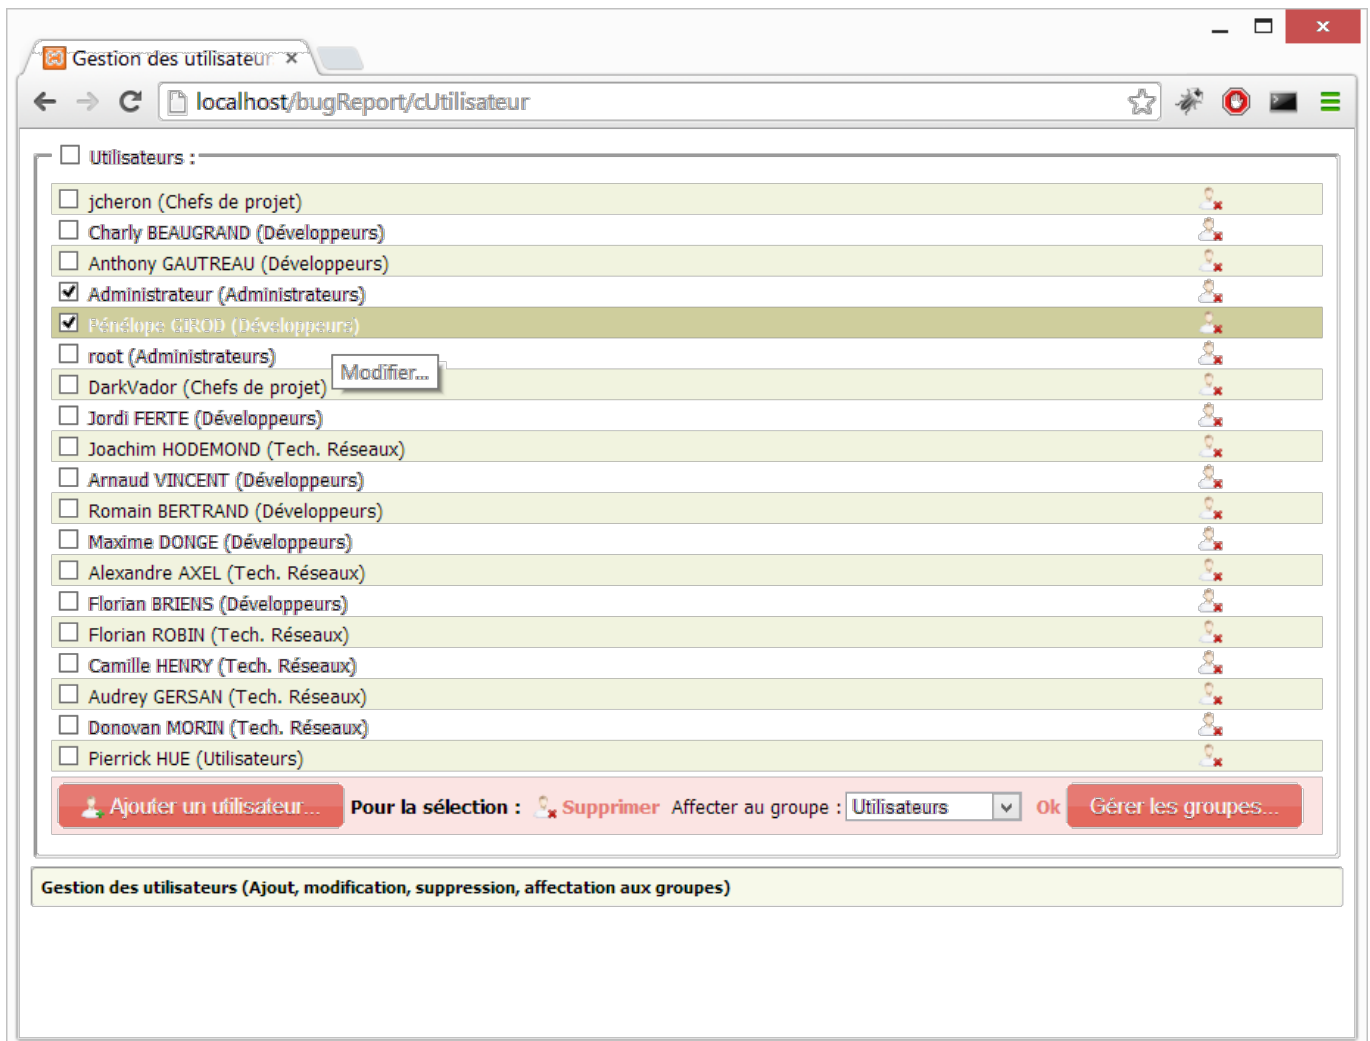 Gestion des utilisateur
localhost/bugReport/cUtilisateur
Utilisateurs :
jcheron (Chefs de projet)
Charly BEAUGRAND (Développeurs)
Anthony GAUTREAU (Développeurs)
Administrateur (Administrateurs)
Pénélope GIROD (Développeurs)
root (Administrateurs)
Modifier...
DarkVador (Chefs de projet)
Jordi FERTE (Développeurs)
Joachim HODEMOND (Tech. Réseaux)
Arnaud VINCENT (Développeurs)
Romain BERTRAND (Développeurs)
Maxime DONGE (Développeurs)
Alexandre AXEL (Tech. Réseaux)
Florian BRIENS (Développeurs)
Florian ROBIN (Tech. Réseaux)
Camille HENRY (Tech. Réseaux)
Audrey GERSAN (Tech. Réseaux)
Donovan MORIN (Tech. Réseaux)
Pierrick HUE (Utilisateurs)
Ajouter un utilisateur... Pour la sélection : Supprimer Affecter au groupe : Utilisateurs Ok Gérer les groupes...
Gestion des utilisateurs (Ajout, modification, suppression, affectation aux groupes)